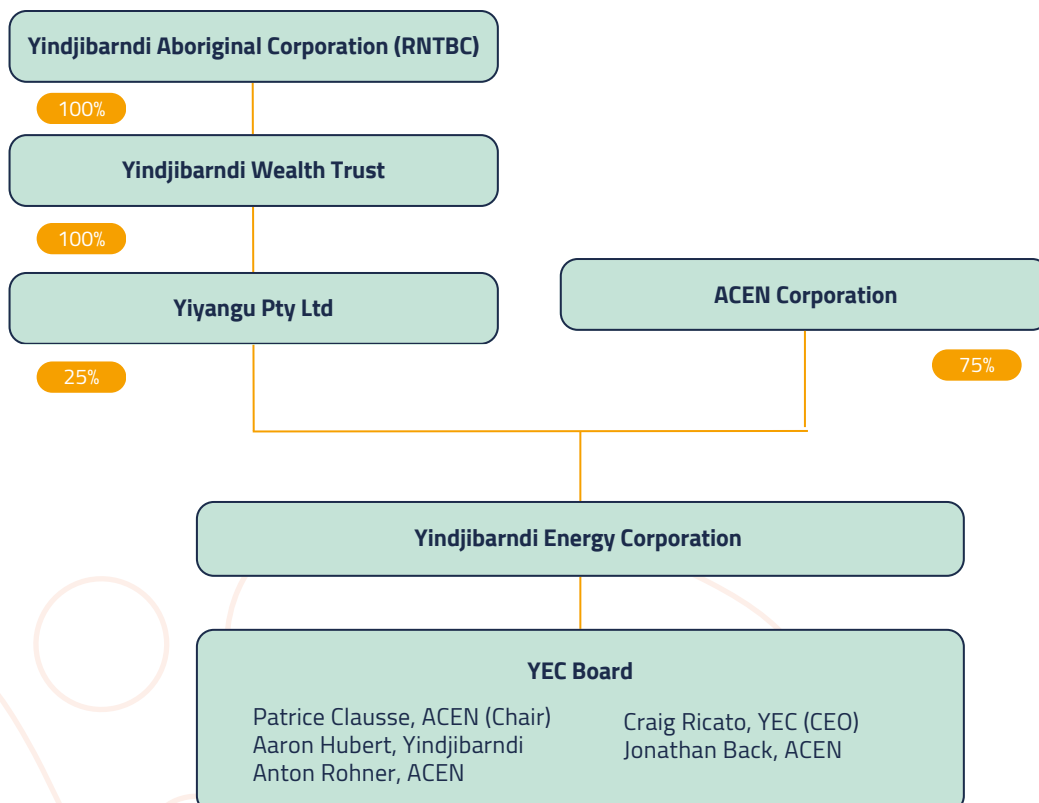 Yindjibarndi Aboriginal Corporation (RNTBC)
100%
Yindjibarndi Wealth Trust
100%
Yiyangu Pty Ltd
ACEN Corporation
25%
75%
Yindjibarndi Energy Corporation
YEC Board
Patrice Clausse, ACEN (Chair)
Aaron Hubert, Yindjibarndi
Anton Rohner, ACEN
Craig Ricato, YEC (CEO)
Jonathan Back, ACEN